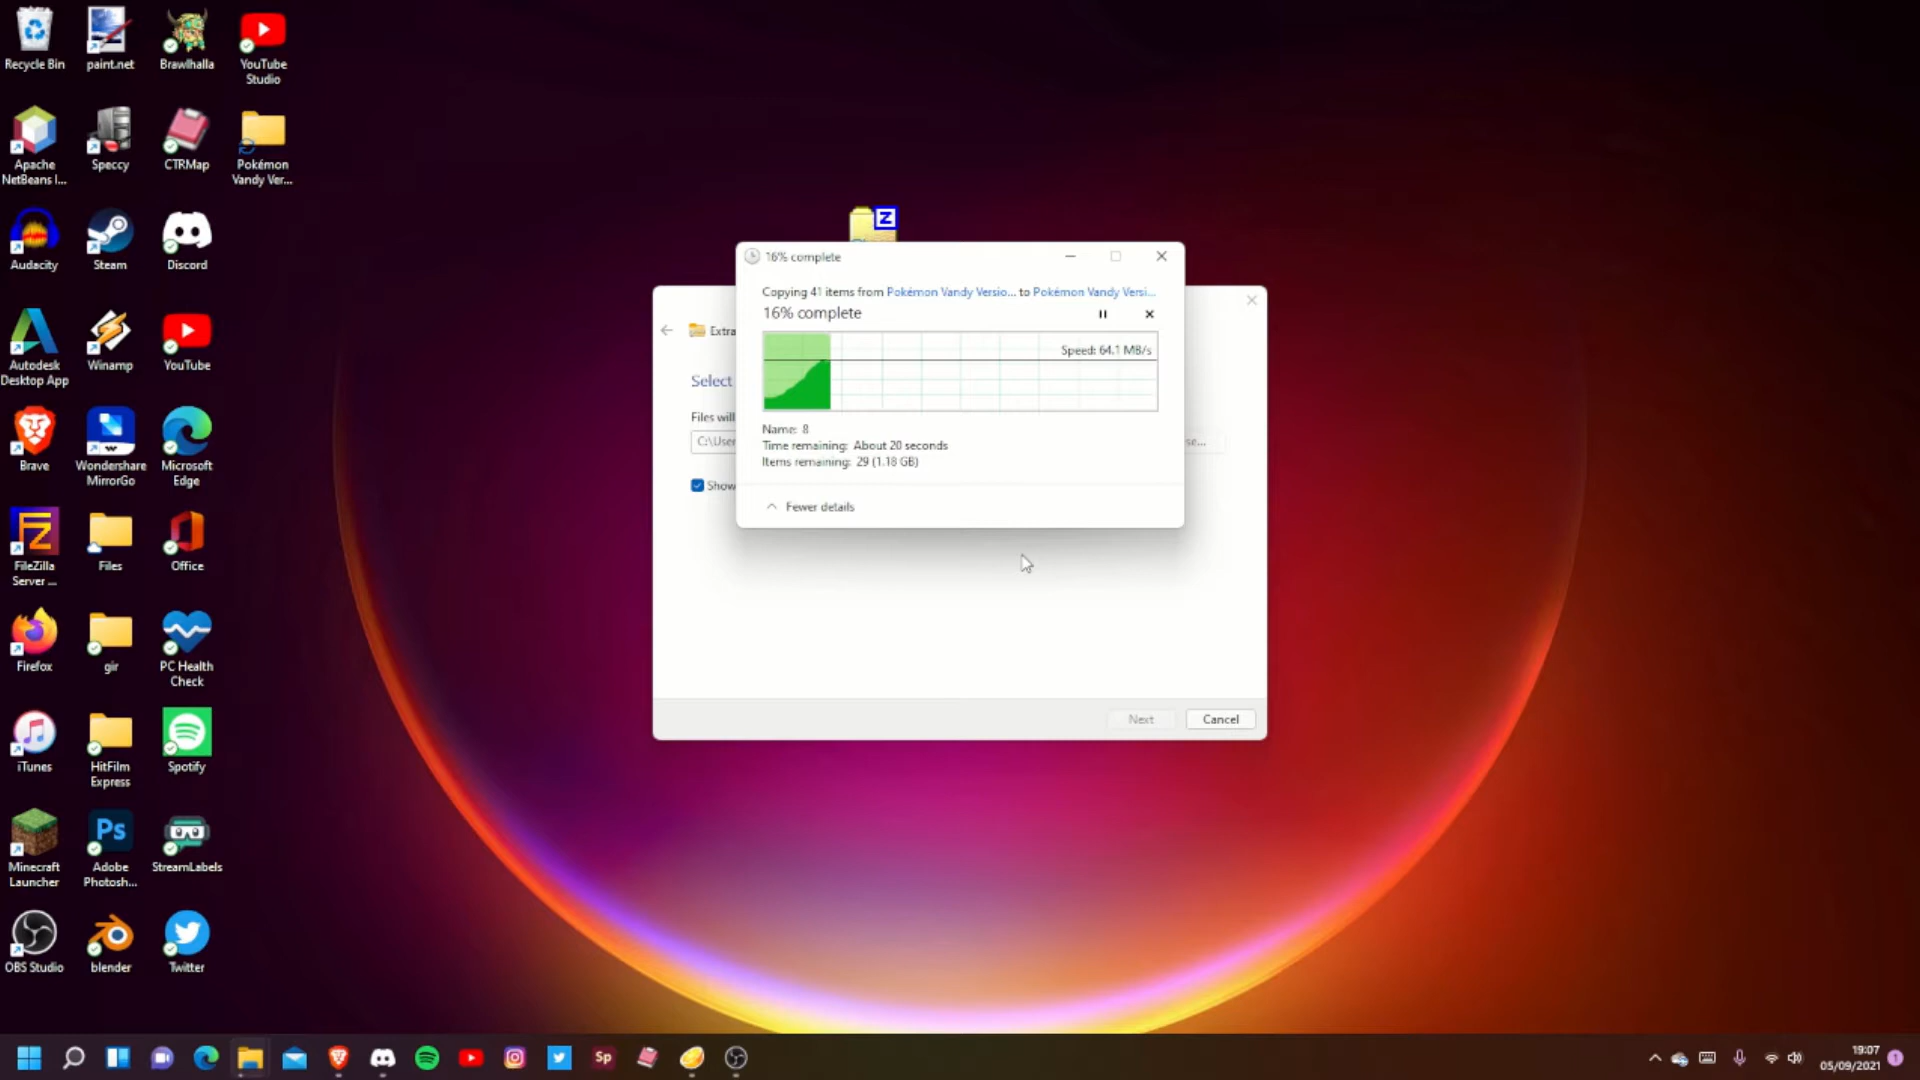 Recycle Bin
paint.net
Brawlhalla
YouTube
Studio
Apache
NetBeans I...
Speccy
CTRMap
Pokémon
Vandy Ver...
Audacity
Steam
Discord
Autodesk
Desktop App
Winamp
YouTube
Brave
Wondershare
MirrorGo
Microsoft
Edge
FileZilla
Server ...
Files
Office
Firefox
gir
PC Health
Check
iTunes
HitFilm
Express
Spotify
Minecraft
Launcher
Ps
Adobe
Photosh...
StreamLabels
OBS Studio
blender
Twitter
Z
16% complete
Copying 41 items from Pokémon Vandy Versio... to Pokémon Vandy Versi...
16% complete
Speed: 64.1 MB/s
Name: 8
Time remaining: About 20 seconds
Items remaining: 29 (1.18 GB)
Fewer details
Extra
Select
Files will
C:\User
se...
Show
Next
Cancel
Sp
19:07
05/09/2021
1